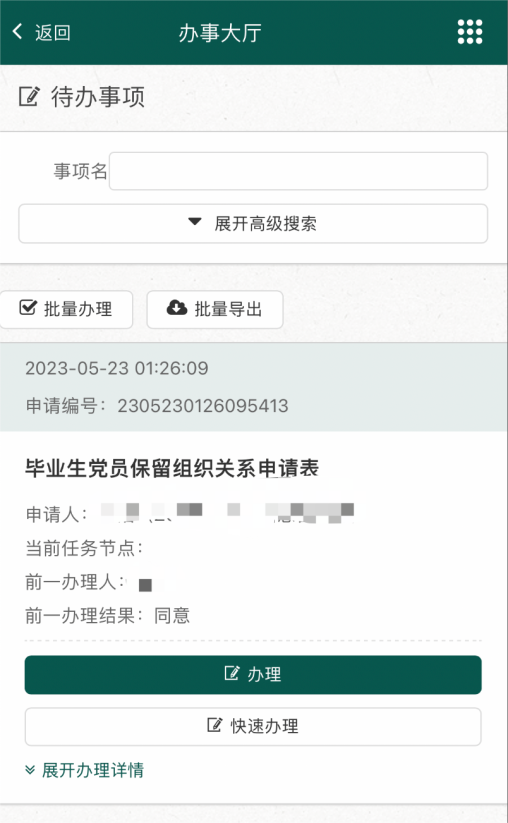 返回
办事大厅
待办事项
事项名
展开高级搜索
批量办理
批量导出
2023-05-23 01:26:09
申请编号：2305230126095413
毕业生党员保留组织关系申请表
申请人：
当前任务节点：
前一办理人：
前一办理结果：同意
办理
快速办理
展开办理详情